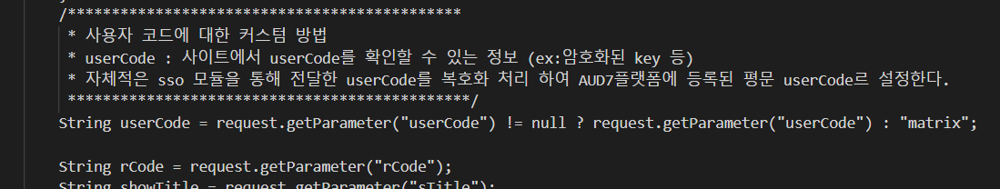 /*********************************************
* 사용자 코드에 대한 커스텀 방법
* userCode : 사이트에서 userCode를 확인할 수 있는 정보 (ex:암호화된 key 등)
* 자체적은 sso 모듈을 통해 전달한 userCode를 복호화 처리 하여 AUD7플랫폼에 등록된 평문 userCode르 설정한다.
**********************************************/
String userCode = request.getParameter("userCode") != null ? request.getParameter("userCode") : "matrix";
String rCode = request.getParameter("rCode");
String showTitle = request.getParameter("sTitle");